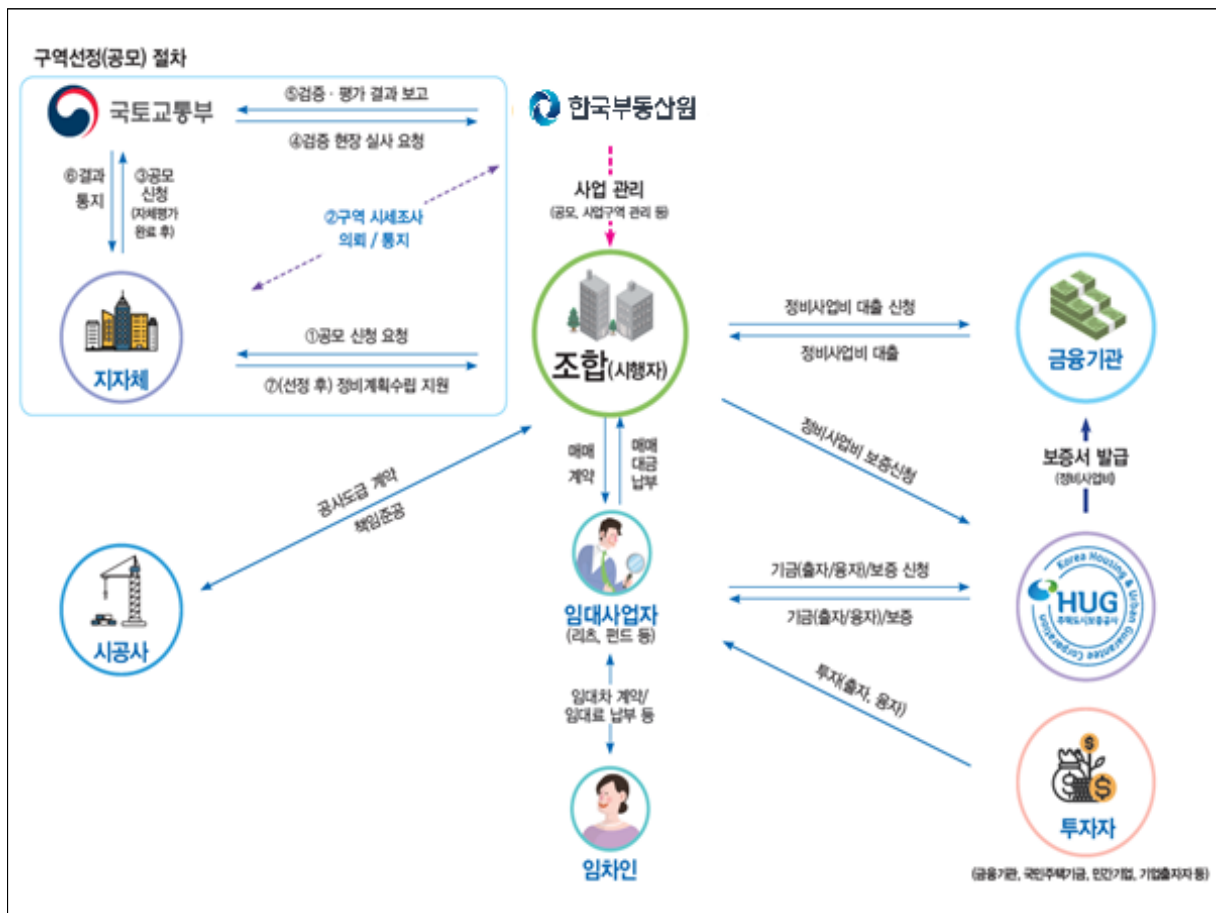 구역선정(공모) 절차
국토교통부
⑤검증 · 평가 결과 보고
④검증 현장 실사 요청
한국부동산원
⑥결과
통지
③공모
신청
(자체평가
완료 후)
②구역 시세조사
의뢰 / 통지
사업 관리
(공모, 사업구역 관리 등)
지자체
①공모 신청 요청
⑦(선정 후) 정비계획수립 지원
조합(시행자)
정비사업비 대출 신청
정비사업비 대출
금융기관
매매
계약
매매
대금
납부
정비사업비 보증신청
보증서 발급
(정비사업비)
공사도급 계약
책임준공
시공사
임대사업자
(리츠, 펀드 등)
기금(출자/융자)/보증 신청
기금(출자/융자)/보증
Korea Housing & Urban Guarantee Corporation
HUG
주택도시보증공사
투자(출자, 융자)
임대차 계약/
임대료 납부 등
임차인
투자자
(금융기관, 국민주택기금, 민간기업, 기업출자자 등)